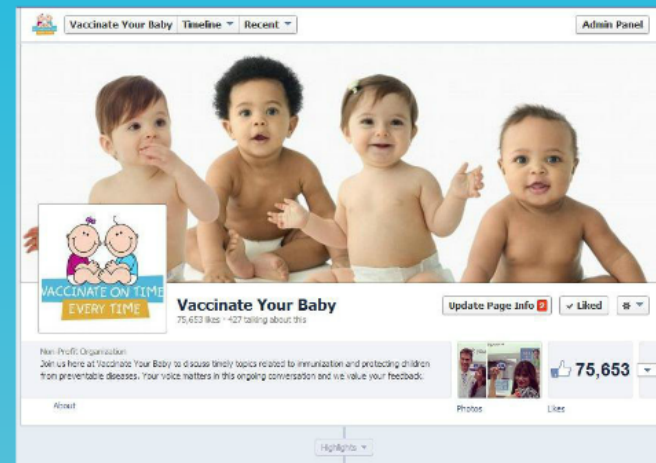 Vaccinate Your Baby Timeline Recent Admin Panel
VACCINATE ON TIME
EVERY TIME
Vaccinate Your Baby
75,653 likes · 427 talking about this
Update Page Info 2 Liked
Non-Profit Organization
Join us here at Vaccinate Your Baby to discuss timely topics related to immunization and protecting children
from preventable diseases. Your voice matters in this ongoing conversation and we value your feedback.
75,653
About
Photos Likes
Highlights